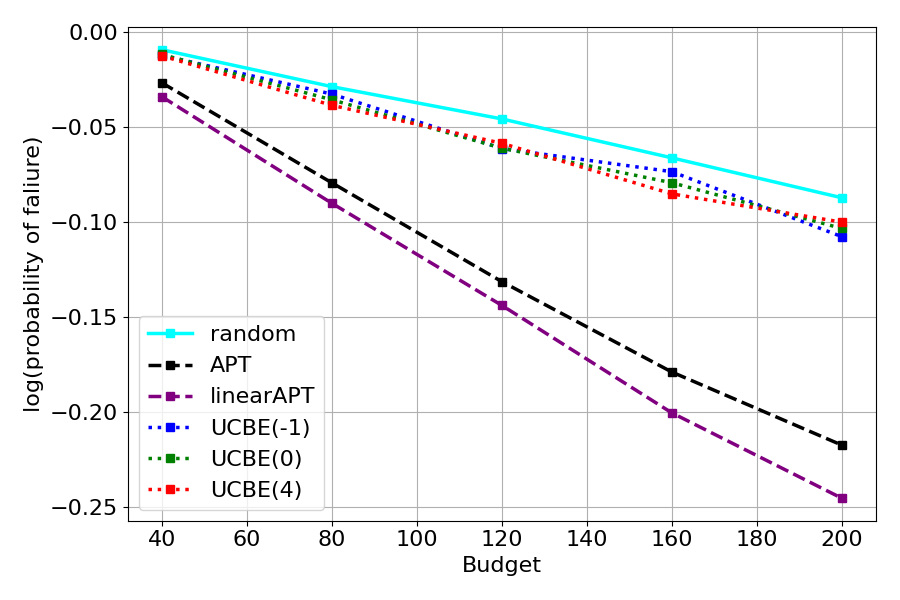 0.00
−0.05
−0.10
−0.15
−0.20
−0.25
log(probability of faliure)
random
APT
linearAPT
UCBE(-1)
UCBE(0)
UCBE(4)
40 60 80 100 120 140 160 180 200
Budget